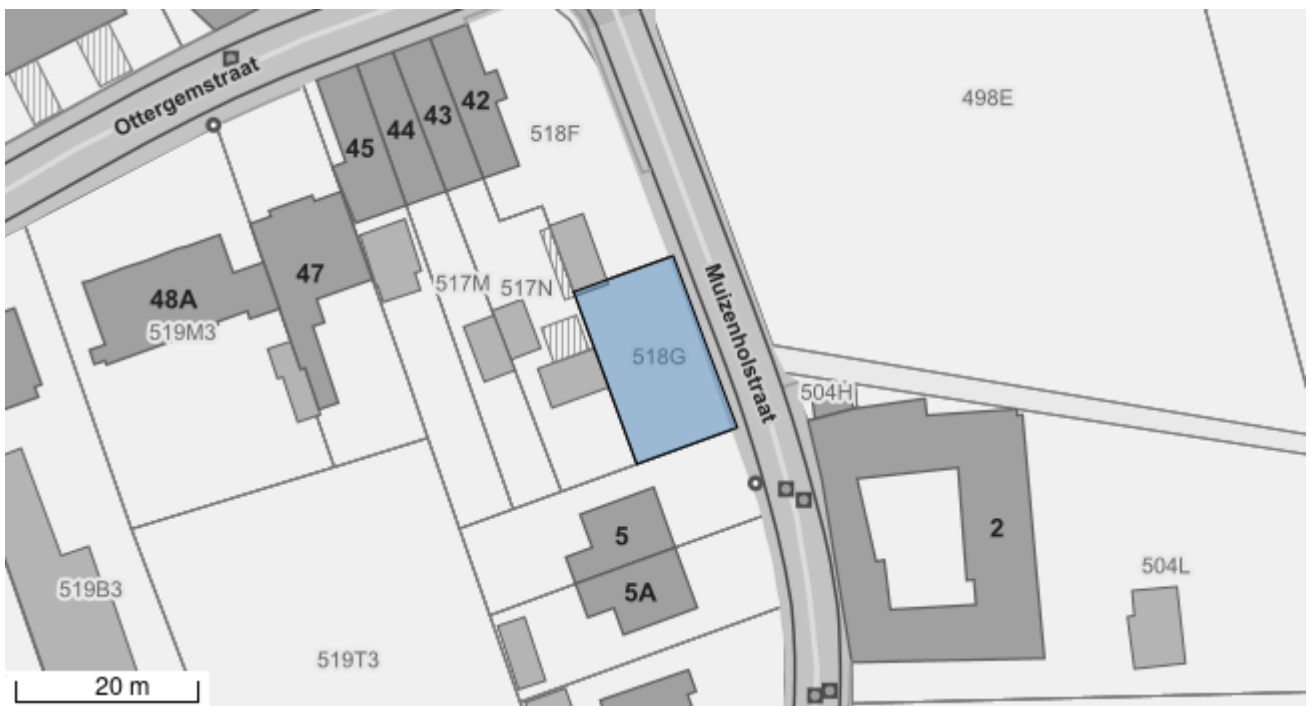 Ottergemstraat
45
44
43
42
518F
498E
47
48A
519M3
517M
517N
518G
Muizenholstraat
504H
5
5A
2
504L
519B3
519T3
20 m